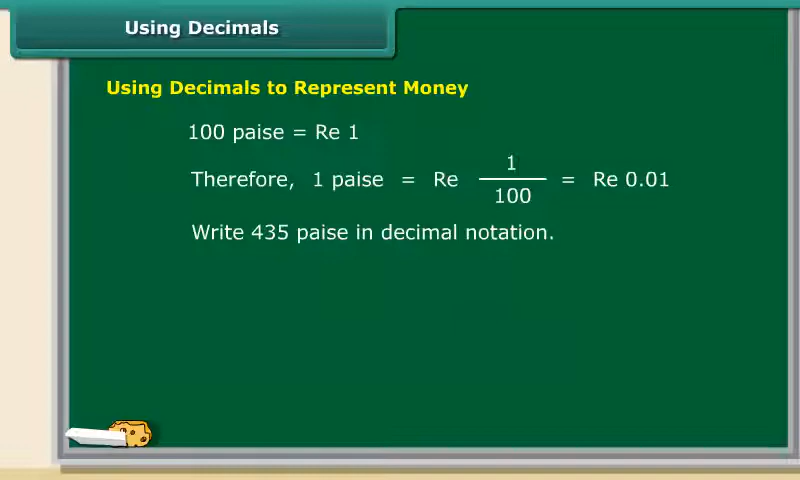 Using Decimals
Using Decimals to Represent Money
100 paise = Re 1
Therefore, 1 paise = Re 1/100 = Re 0.01
Write 435 paise in decimal notation.